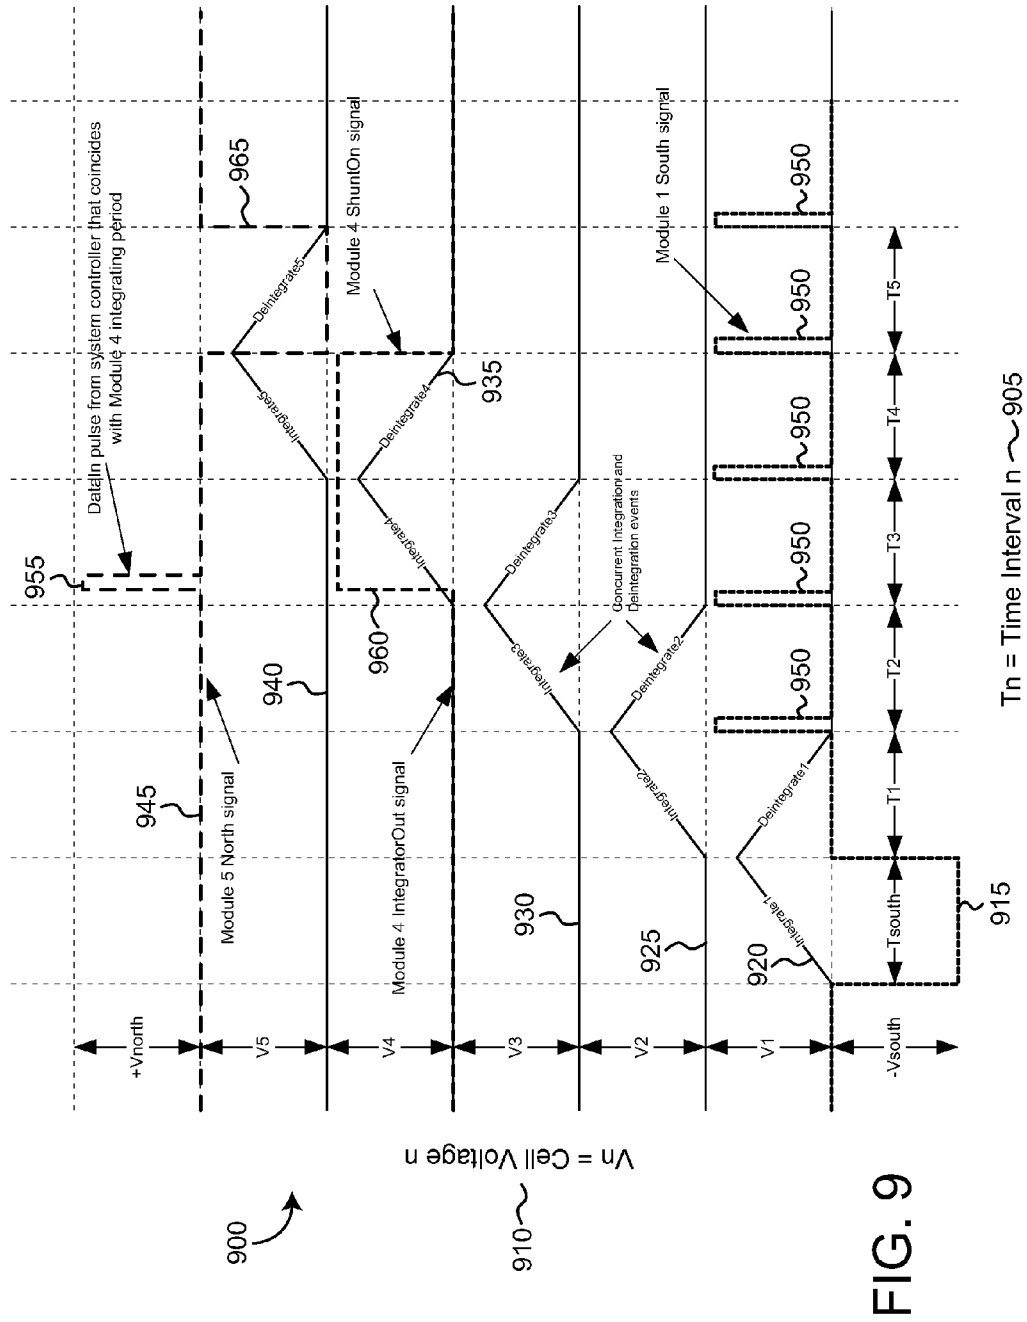 900
910
Vn = Cell Voltage n
+Vnorth
V5
V4
V3
V2
V1
-Vsouth
955
DataIn pulse from system controller that coincides
with Module 4 integrating period
945
Module 5 North signal
965
Integrate5
Deintegrate5
940
960
Module 4 ShuntOn signal
Module 4 IntegratorOut signal
Integrate4
Deintegrate4
935
930
Integrate3
Deintegrate3
Concurrent Integration and
Deintegration events
925
Integrate2
Deintegrate2
Module 1 South signal
920
Integrate1
Deintegrate1
950
950
950
950
950
Tsouth
T1
T2
T3
T4
T5
915
Tn = Time Interval n
905
FIG. 9